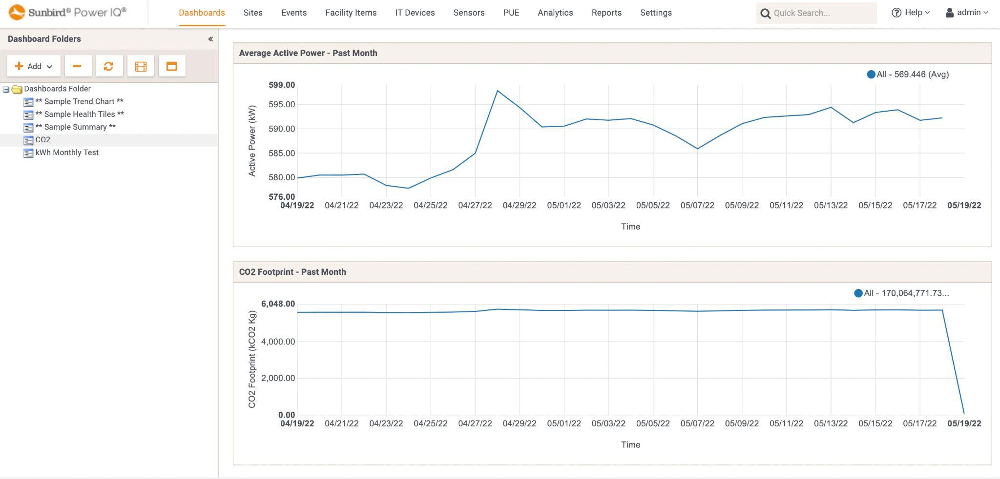 Sunbird® Power IQ®
Dashboards Sites Events Facility Items IT Devices Sensors PUE Analytics Reports Settings
Quick Search...
Help
admin
Dashboard Folders
Add
Dashboards Folder
** Sample Trend Chart **
** Sample Health Tiles **
** Sample Summary **
CO2
kWh Monthly Test
Average Active Power - Past Month
All - 569.446 (Avg)
599.00
595.00
590.00
585.00
580.00
576.00
Active Power (kW)
04/19/22 04/21/22 04/23/22 04/25/22 04/27/22 04/29/22 05/01/22 05/03/22 05/05/22 05/07/22 05/09/22 05/11/22 05/13/22 05/15/22 05/17/22 05/19/22
Time
CO2 Footprint - Past Month
All - 170,064,771.73...
6,048.00
4,000.00
2,000.00
0.00
CO2 Footprint (kCO2 Kg)
04/19/22 04/21/22 04/23/22 04/25/22 04/27/22 04/29/22 05/01/22 05/03/22 05/05/22 05/07/22 05/09/22 05/11/22 05/13/22 05/15/22 05/17/22 05/19/22
Time